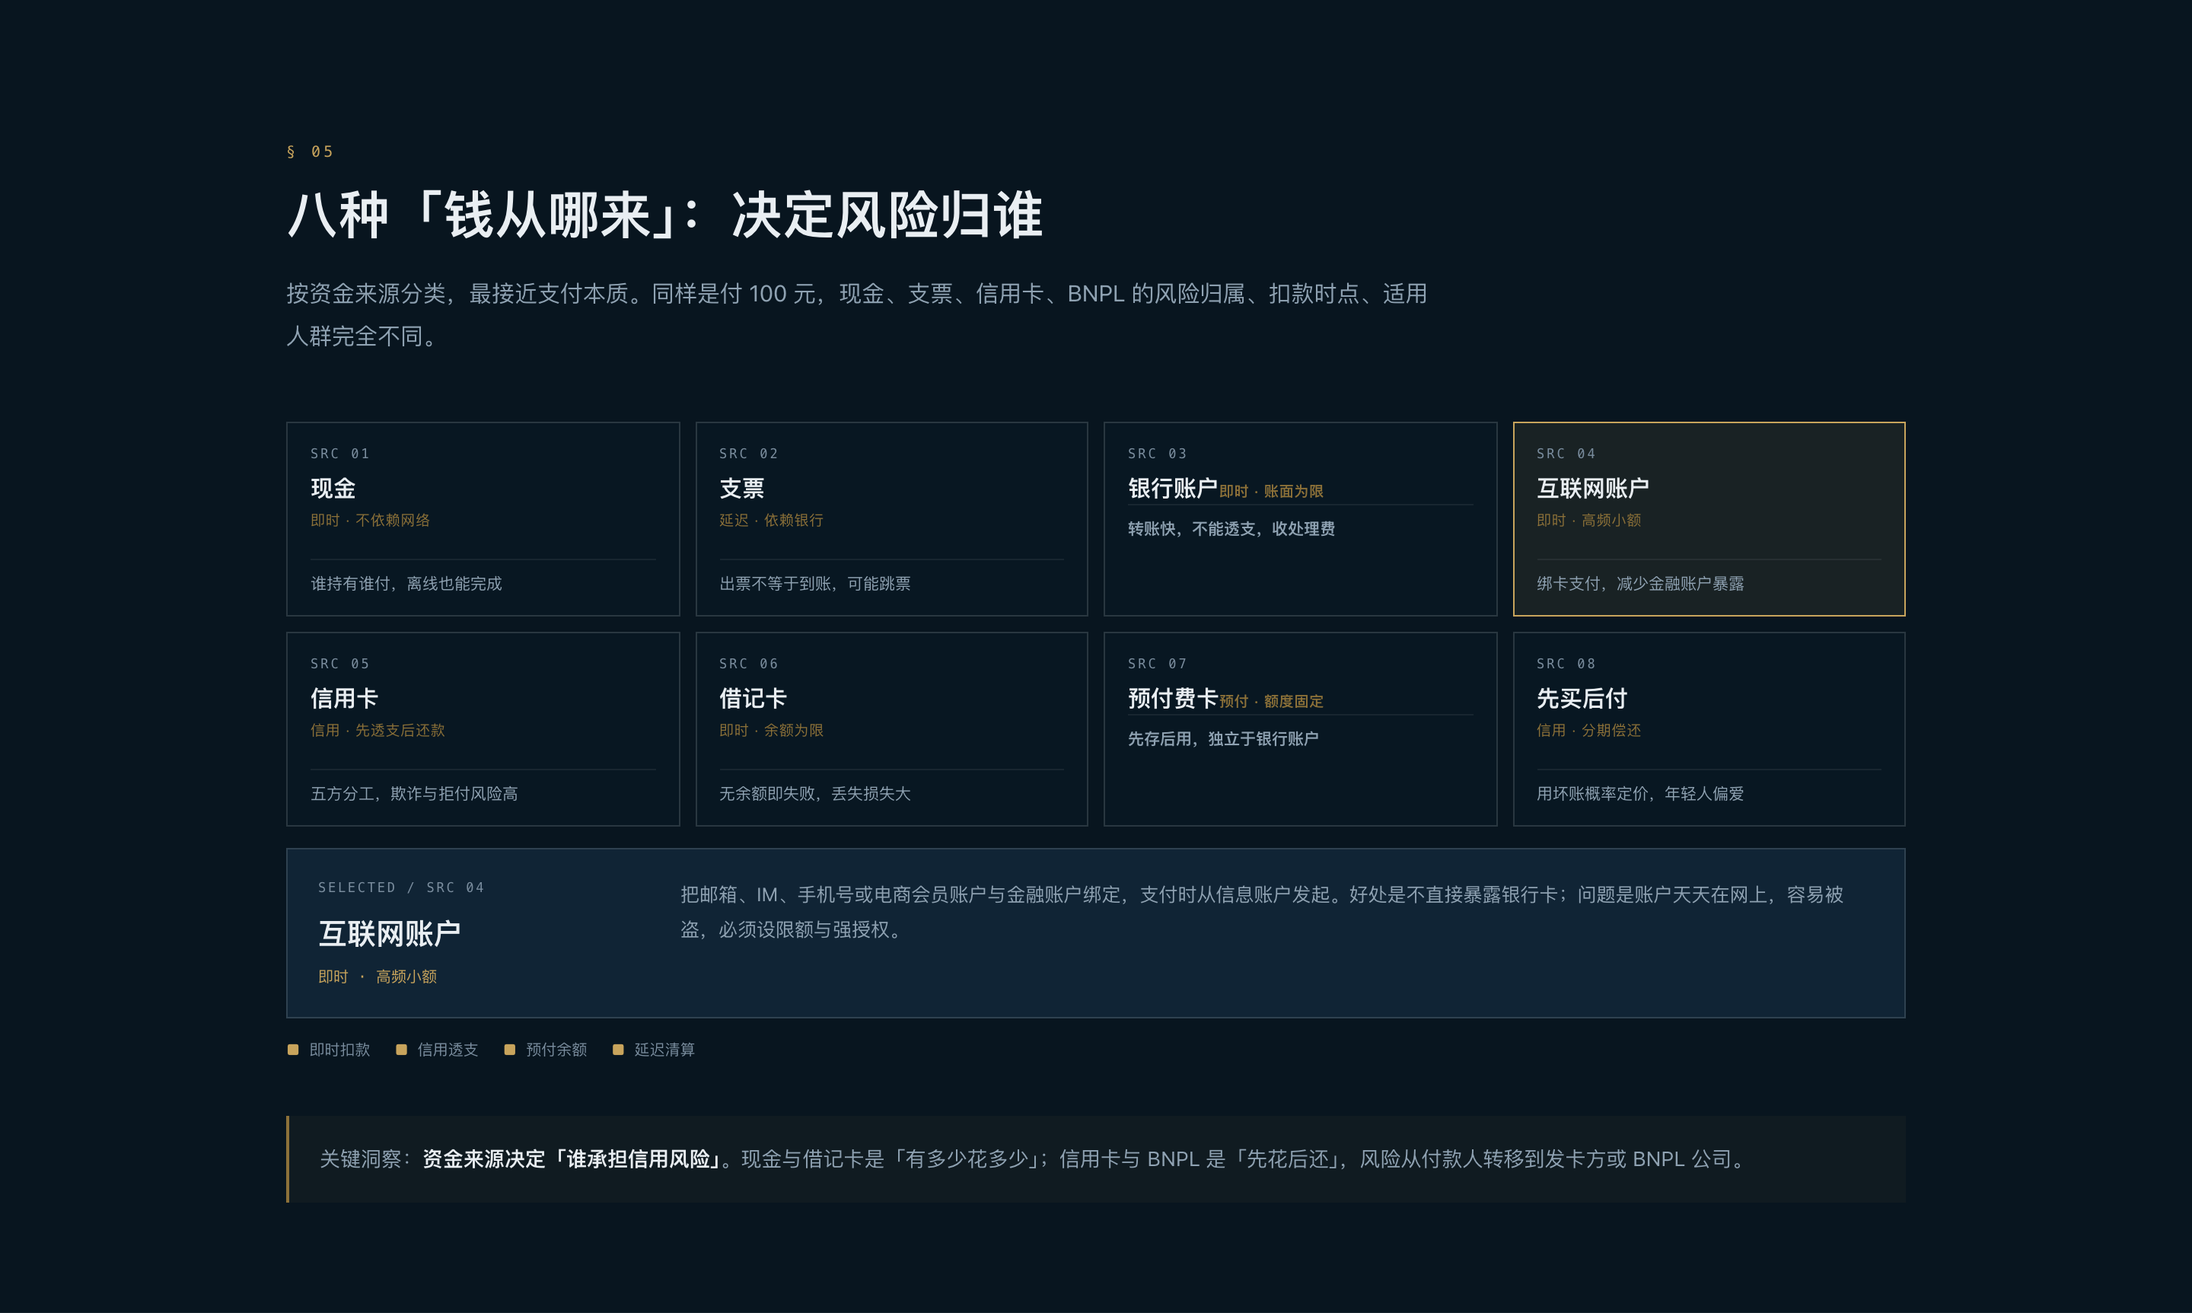 § 05
八种「钱从哪来」：决定风险归谁
按资金来源分类，最接近支付本质。同样是付 100 元，现金、支票、信用卡、BNPL 的风险归属、扣款时点、适用
人群完全不同。
SRC 01
现金
即时 · 不依赖网络
谁持有谁付，离线也能完成
SRC 02
支票
延迟 · 依赖银行
出票不等于到账，可能跳票
SRC 03
银行账户即时 · 账面为限
转账快，不能透支，收处理费
SRC 04
互联网账户
即时 · 高频小额
绑卡支付，减少金融账户暴露
SRC 05
信用卡
信用 · 先透支后还款
五方分工，欺诈与拒付风险高
SRC 06
借记卡
即时 · 余额为限
无余额即失败，丢失损失大
SRC 07
预付费卡预付 · 额度固定
先存后用，独立于银行账户
SRC 08
先买后付
信用 · 分期偿还
用坏账概率定价，年轻人偏爱
SELECTED / SRC 04
互联网账户
即时 · 高频小额
把邮箱、IM、手机号或电商会员账户与金融账户绑定，支付时从信息账户发起。好处是不直接暴露银行卡；问题是账户天天在网上，容易被
盗，必须设限额与强授权。
即时扣款 信用透支 预付余额 延迟清算
关键洞察：资金来源决定「谁承担信用风险」。现金与借记卡是「有多少花多少」；信用卡与 BNPL 是「先花后还」，风险从付款人转移到发卡方或 BNPL 公司。